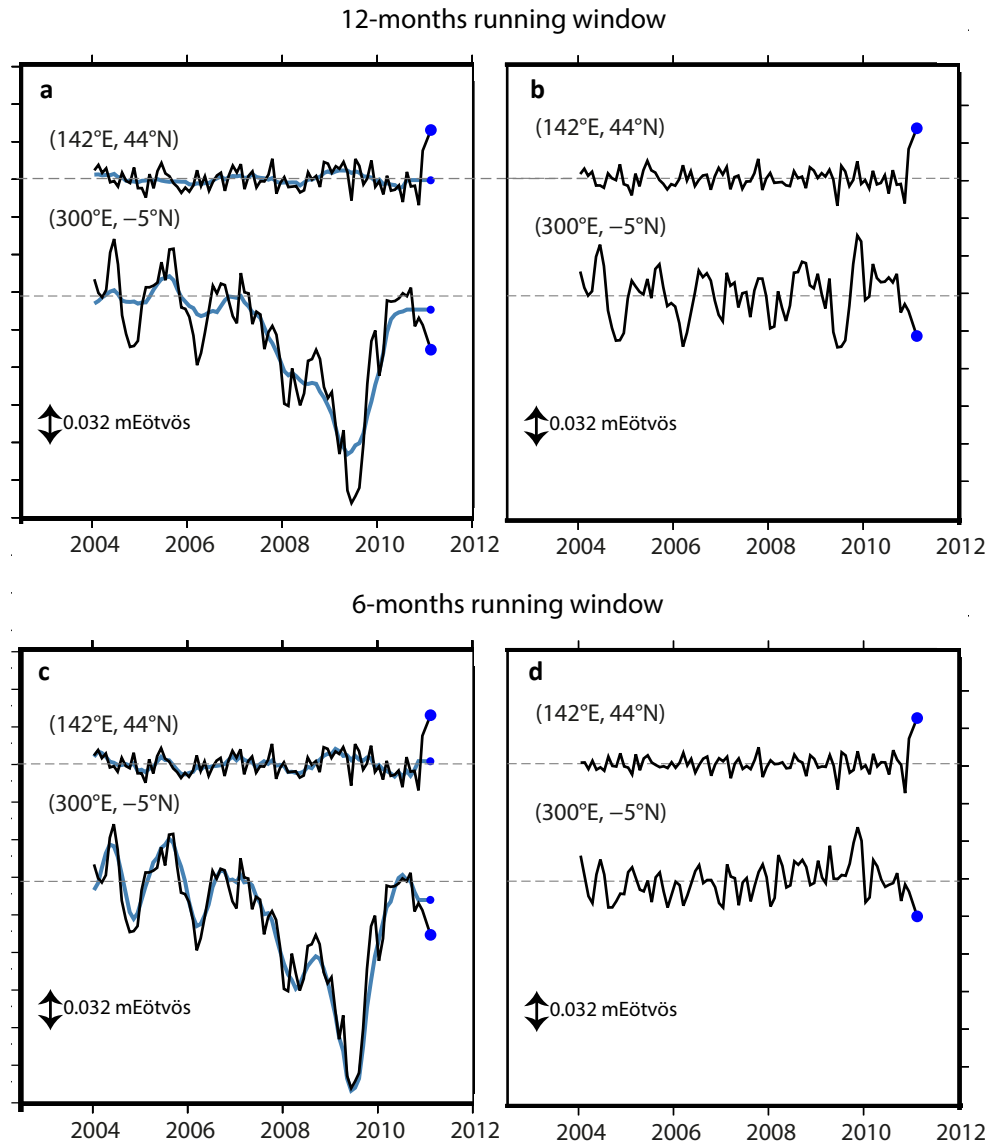 12-months running window
a
b
(142°E, 44°N)
(142°E, 44°N)
(300°E, −5°N)
(300°E, −5°N)
0.032 mEötvös
0.032 mEötvös
2004 2006 2008 2010 2012
2004 2006 2008 2010 2012
6-months running window
c
d
(142°E, 44°N)
(142°E, 44°N)
(300°E, −5°N)
(300°E, −5°N)
0.032 mEötvös
0.032 mEötvös
2004 2006 2008 2010 2012
2004 2006 2008 2010 2012